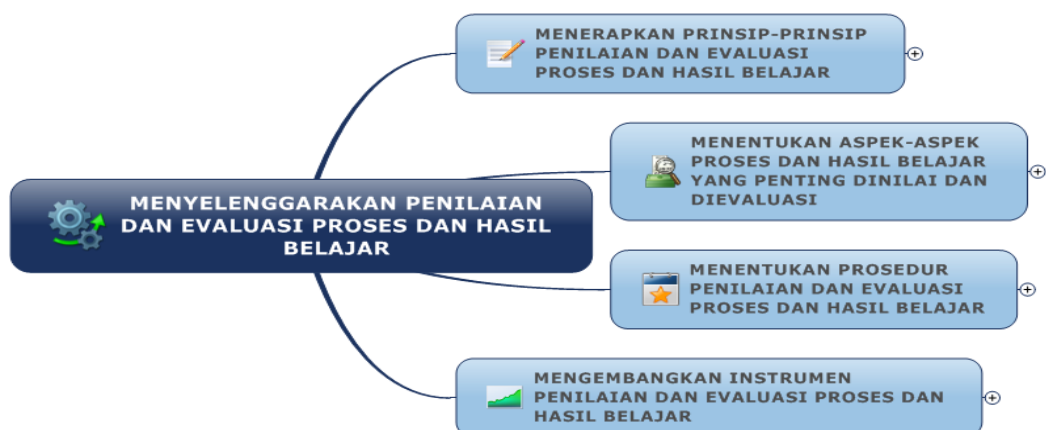 MENERAPKAN PRINSIP-PRINSIP
PENILAIAN DAN EVALUASI
PROSES DAN HASIL BELAJAR
MENENTUKAN ASPEK-ASPEK
PROSES DAN HASIL BELAJAR
YANG PENTING DINILAI DAN
DIEVALUASI
MENYELENGGARAKAN PENILAIAN
DAN EVALUASI PROSES DAN HASIL
BELAJAR
MENENTUKAN PROSEDUR
PENILAIAN DAN EVALUASI
PROSES DAN HASIL BELAJAR
MENGEMBANGKAN INSTRUMEN
PENILAIAN DAN EVALUASI PROSES DAN
HASIL BELAJAR